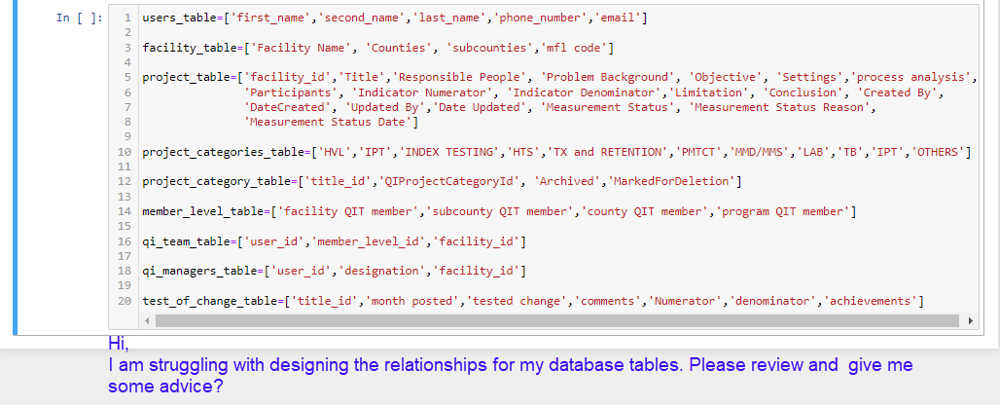 In [ ]:
1 users_table=['first_name','second_name','last_name','phone_number','email']
2
3 facility_table=['Facility Name', 'Counties', 'subcounties','mfl code']
4
5 project_table=['facility_id','Title','Responsible People', 'Problem Background', 'Objective', 'Settings','process analysis',
6 'Participants', 'Indicator Numerator', 'Indicator Denominator','Limitation', 'Conclusion', 'Created By',
7 'DateCreated', 'Updated By','Date Updated', 'Measurement Status', 'Measurement Status Reason',
8 'Measurement Status Date']
9
10 project_categories_table=['HVL','IPT','INDEX TESTING','HTS','TX and RETENTION','PMTCT','MMD/MMS','LAB','TB','IPT','OTHERS']
11
12 project_category_table=['title_id','QIProjectCategoryId', 'Archived','MarkedForDeletion']
13
14 member_level_table=['facility QIT member','subcounty QIT member','county QIT member','program QIT member']
15
16 qi_team_table=['user_id','member_level_id','facility_id']
17
18 qi_managers_table=['user_id','designation','facility_id']
19
20 test_of_change_table=['title_id','month posted','tested change','comments','Numerator','denominator','achievements']
Hi,
I am struggling with designing the relationships for my database tables. Please review and give me
some advice?